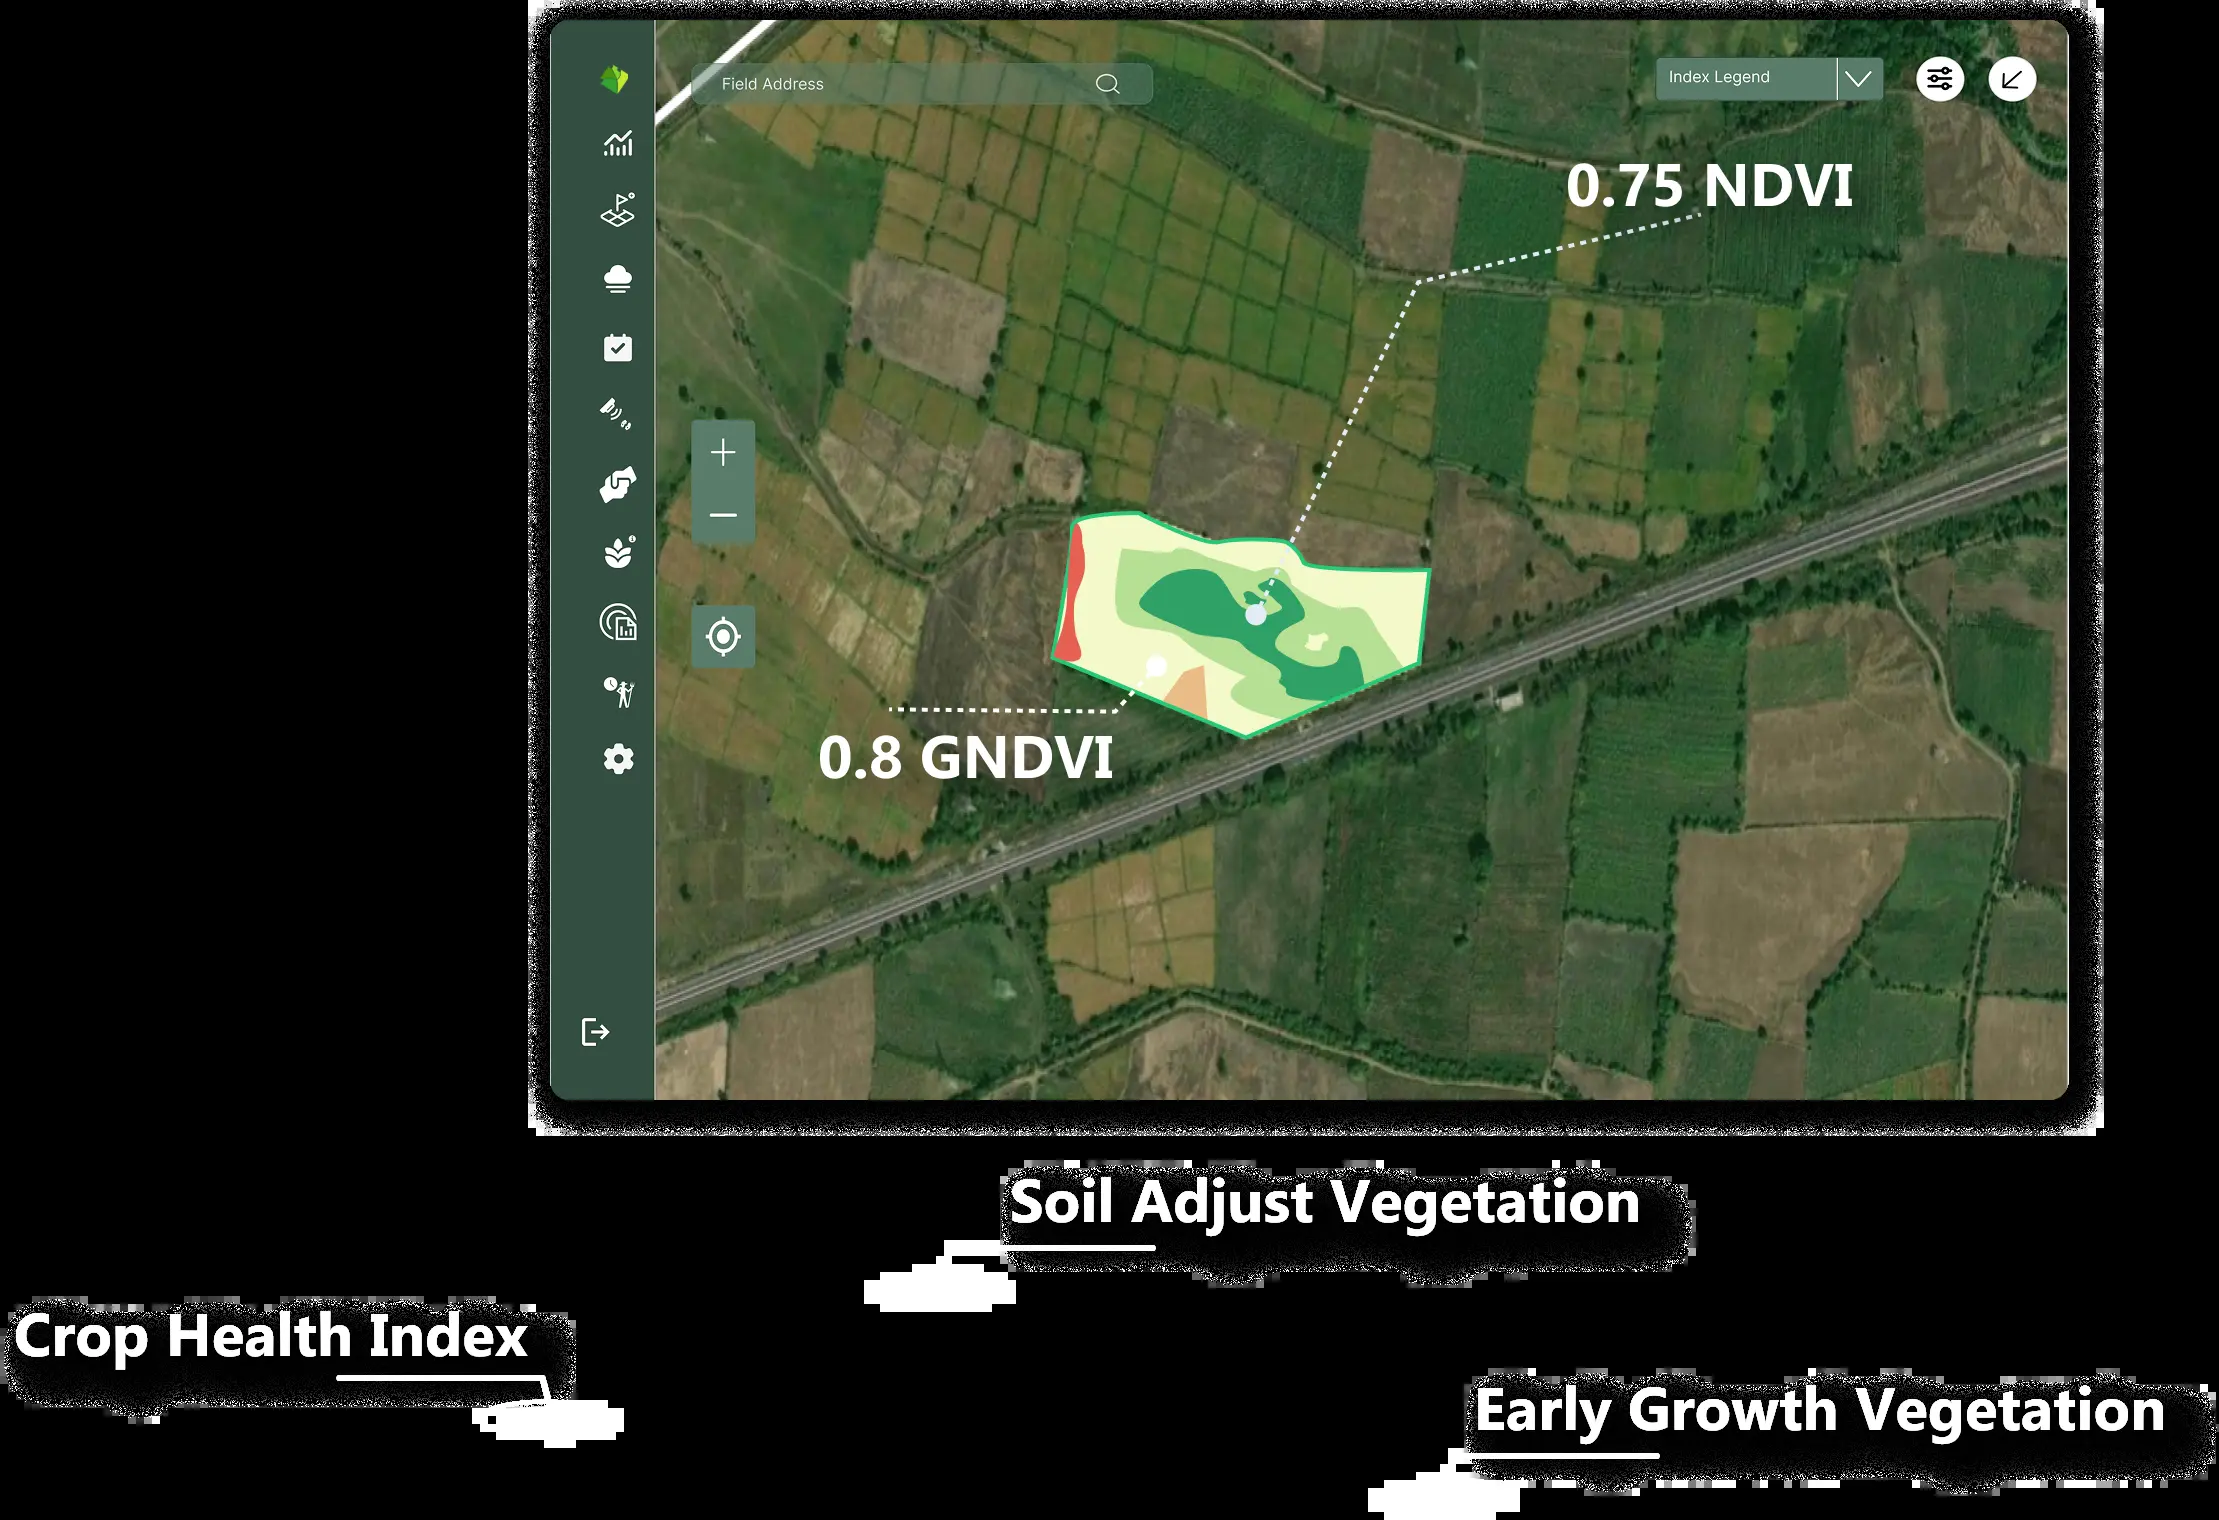 Field Address
Index Legend
0.75 NDVI
0.8 GNDVI
Soil Adjust Vegetation
Crop Health Index
Early Growth Vegetation